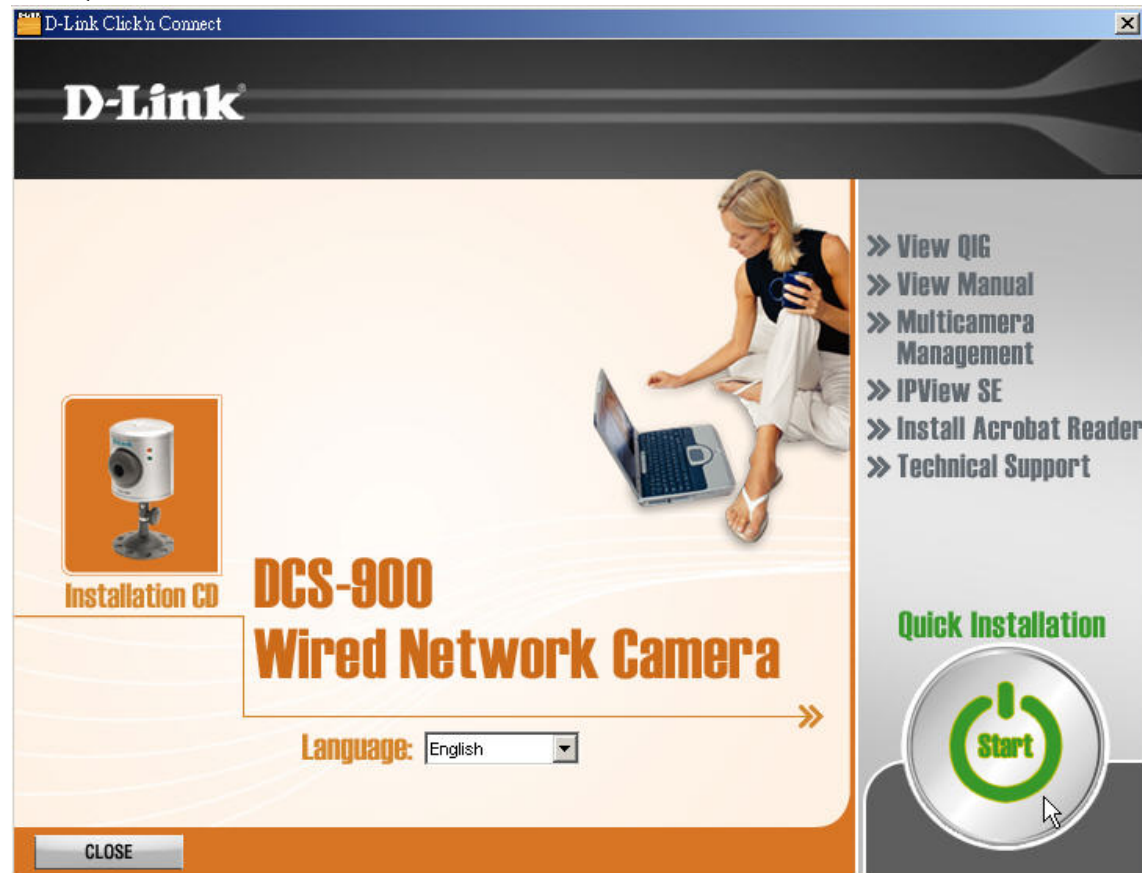 D-Link Click'n Connect
D-Link®
» View QIG
» View Manual
» Multicamera
Management
» IPView SE
» Install Acrobat Reader
» Technical Support
Installation CD
DCS-900
Wired Network Camera
»
Language: English
Quick Installation
Start
CLOSE